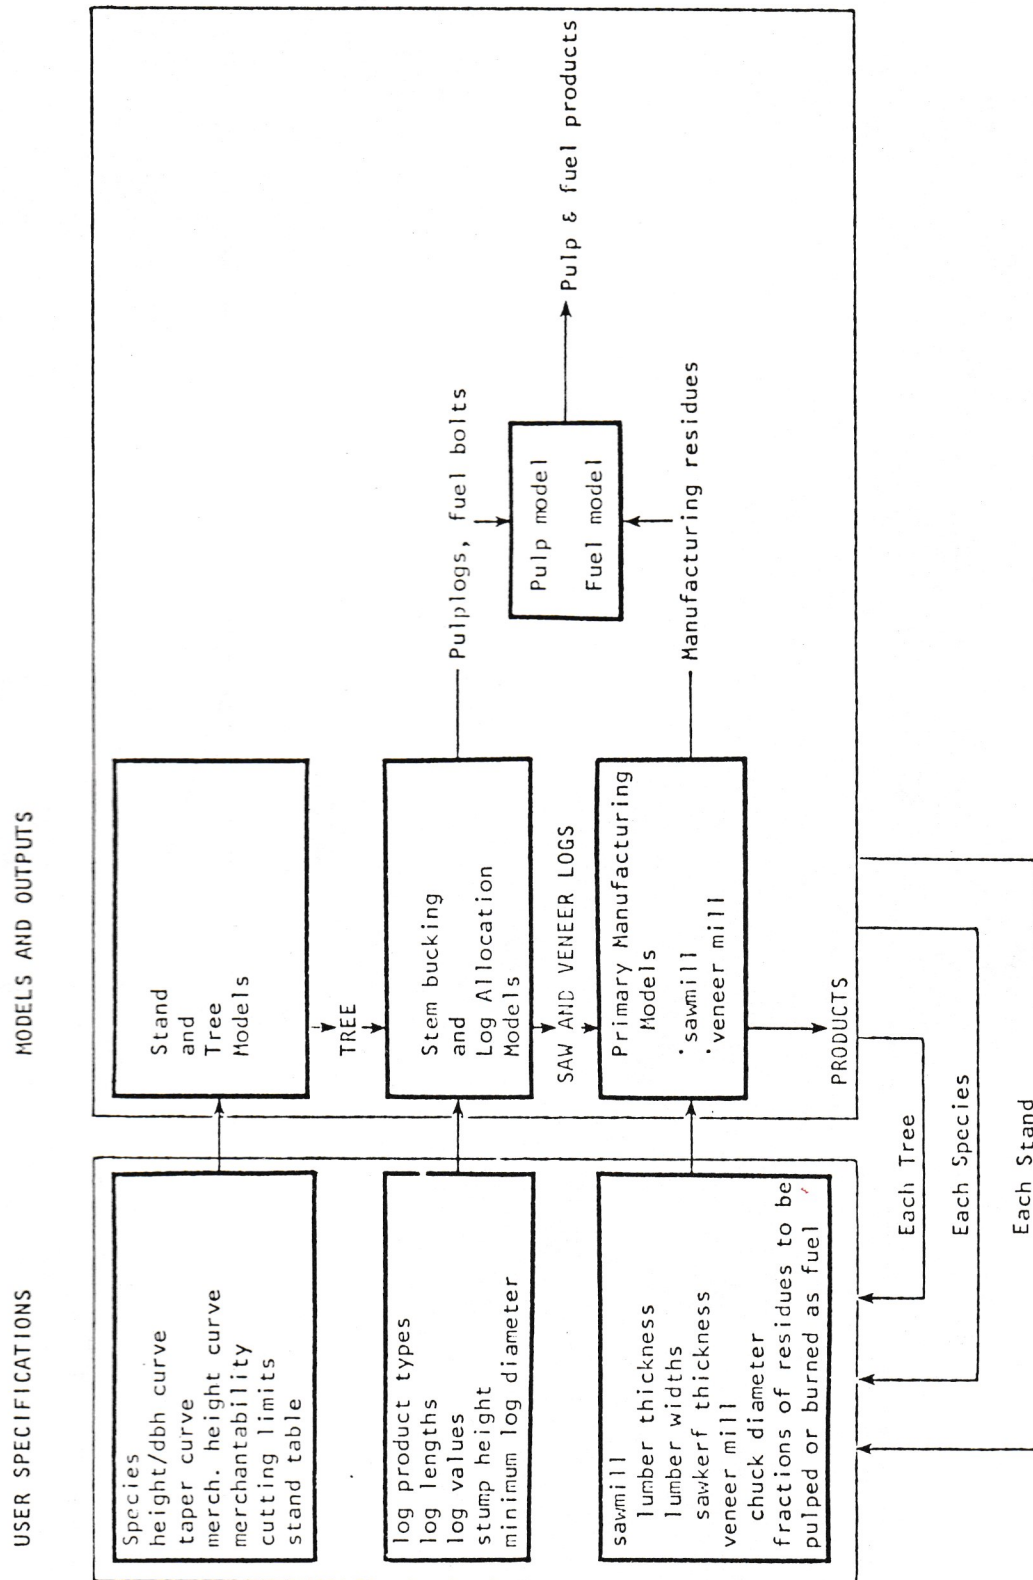 USER SPECIFICATIONS
MODELS AND OUTPUTS
Species
height/dbh curve
taper curve
merch. height curve
merchantability
cutting limits
stand table
Stand
and
Tree
Models
TREE
log product types
log lengths
log values
stump height
minimum log diameter
Stem bucking
and
Log Allocation
Models
Pulplogs, fuel bolts
SAW AND VENEER LOGS
Pulp model
Fuel model
Pulp & fuel products
sawmill
lumber thickness
lumber widths
sawkerf thickness
veneer mill
chuck diameter
fractions of residues to be
pulped or burned as fuel
Primary Manufacturing
Models
'sawmill
'veneer mill
Manufacturing residues
PRODUCTS
Each Tree
Each Species
Each Stand